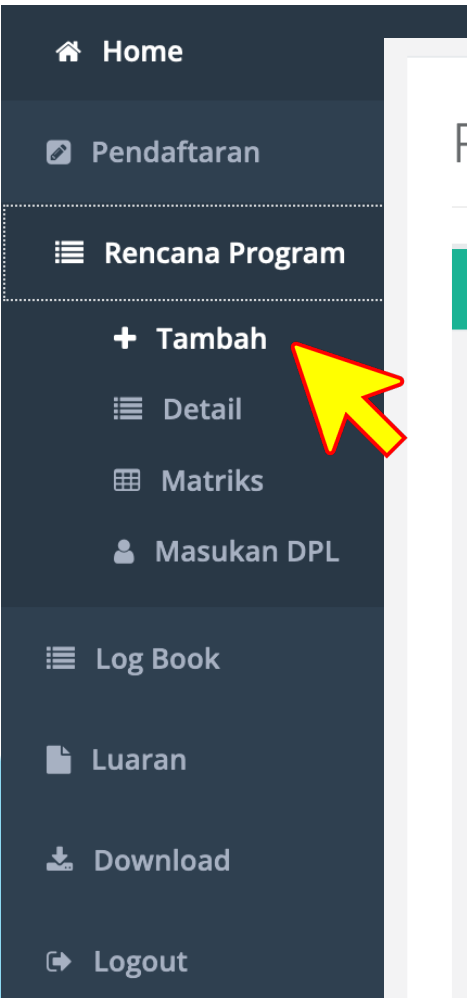 Home
Pendaftaran
Rencana Program
Tambah
Detail
Matriks
Masukan DPL
Log Book
Luaran
Download
Logout